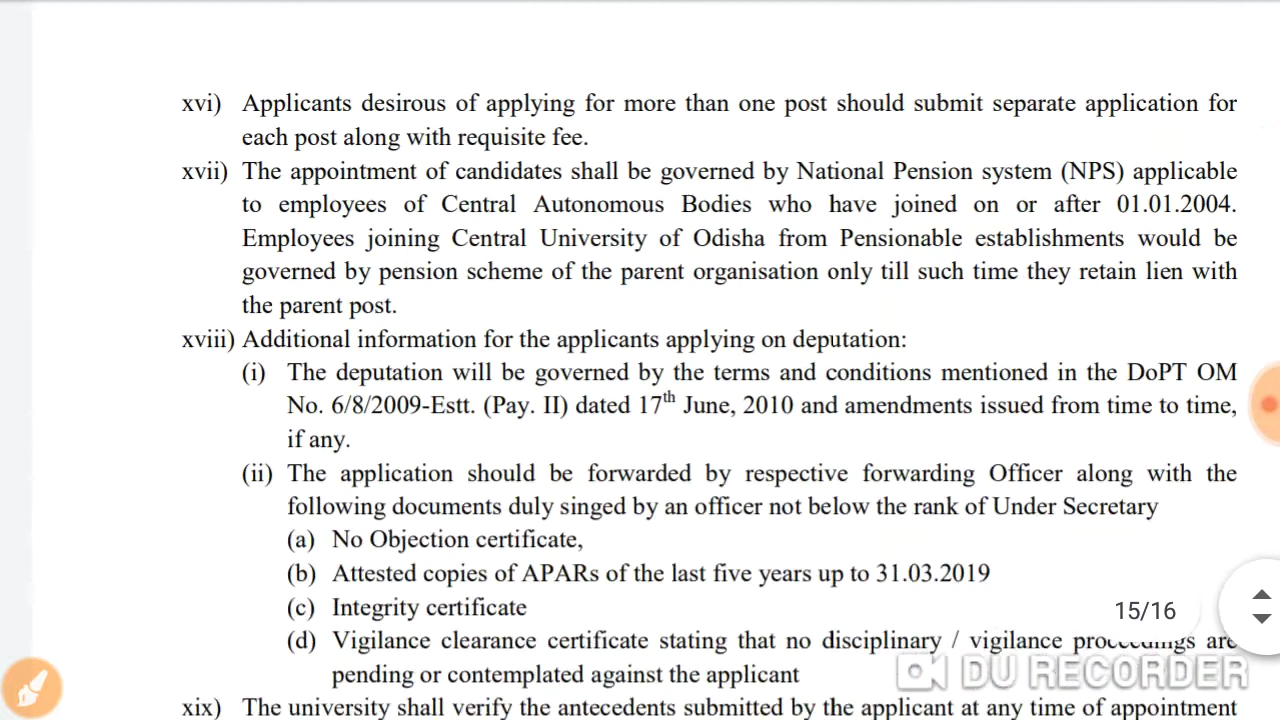 xvi) Applicants desirous of applying for more than one post should submit separate application for
each post along with requisite fee.
xvii) The appointment of candidates shall be governed by National Pension system (NPS) applicable
to employees of Central Autonomous Bodies who have joined on or after 01.01.2004.
Employees joining Central University of Odisha from Pensionable establishments would be
governed by pension scheme of the parent organisation only till such time they retain lien with
the parent post.
xviii) Additional information for the applicants applying on deputation:
(i) The deputation will be governed by the terms and conditions mentioned in the DoPT OM
No. 6/8/2009-Estt. (Pay. II) dated 17th June, 2010 and amendments issued from time to time,
if any.
(ii) The application should be forwarded by respective forwarding Officer along with the
following documents duly singed by an officer not below the rank of Under Secretary
(a) No Objection certificate,
(b) Attested copies of APARs of the last five years up to 31.03.2019
(c) Integrity certificate
15/16
(d) Vigilance clearance certificate stating that no disciplinary / vigilance proceedings are
pending or contemplated against the applicant
DU RECORDER
xix) The university shall verify the antecedents submitted by the applicant at any time of appointment